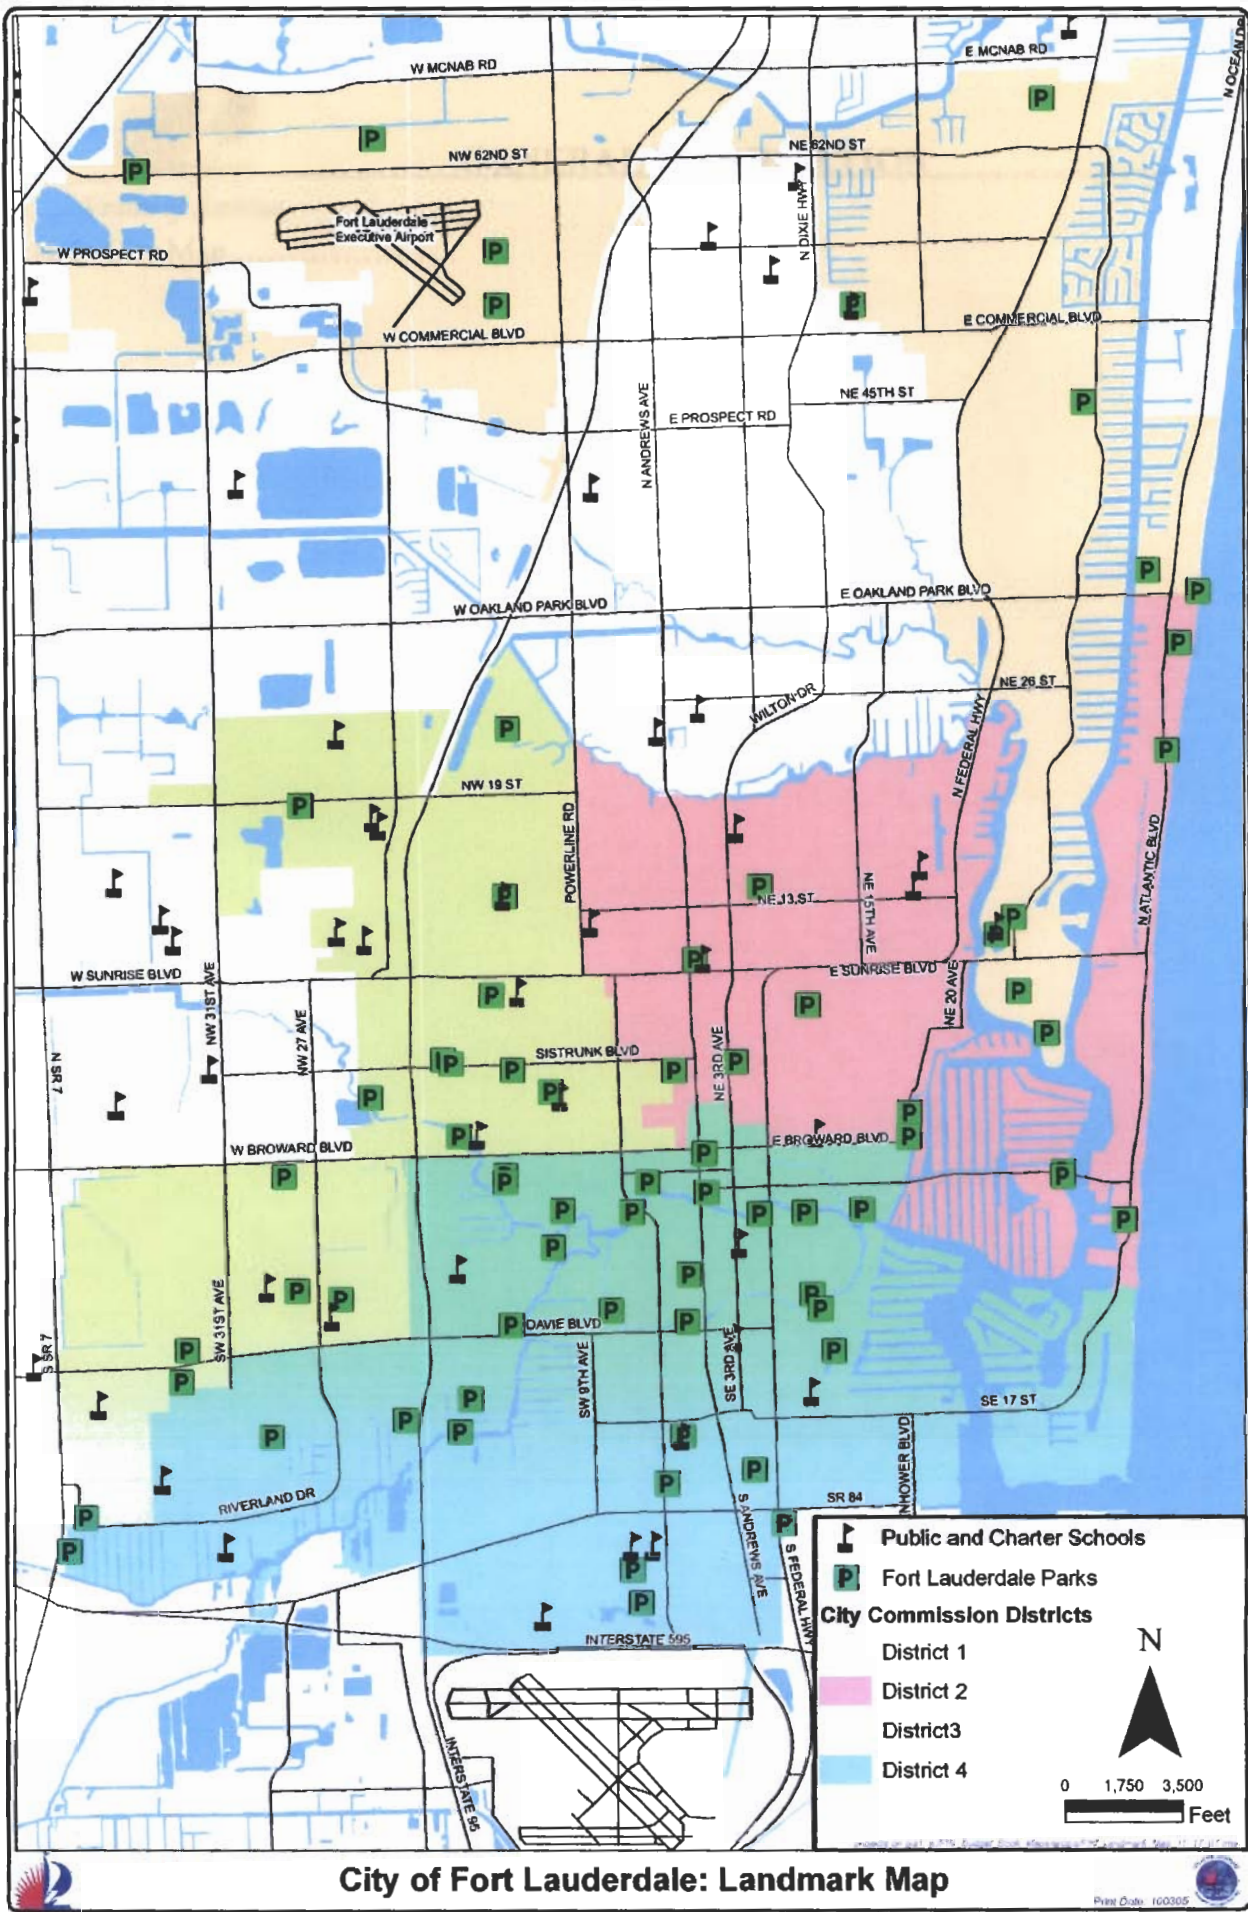 W MCNAB RD
E MCNAB RD
N OCEAN DR
NW 62ND ST
NE 62ND ST
N DIXIE HWY
Fort Lauderdale
Executive Airport
W PROSPECT RD
W COMMERCIAL BLVD
E COMMERCIAL BLVD
N ANDREWS AVE
NE 45TH ST
E PROSPECT RD
W OAKLAND PARK BLVD
E OAKLAND PARK BLVD
NE 26 ST
WILTON DR
N FEDERAL HWY
NW 19 ST
POWERLINE RD
N ATLANTIC BLVD
NE 13 ST
NE 15TH AVE
W SUNRISE BLVD
E SUNRISE BLVD
NW 31ST AVE
NE 20 AVE
NW 27 AVE
N SR 7
SISTRUNK BLVD
NE 3RD AVE
W BROWARD BLVD
E BROWARD BLVD
SW 31ST AVE
S SR 7
DAVIE BLVD
SW 9TH AVE
SE 3RD AVE
SE 17 ST
NHOWER BLVD
RIVERLAND DR
SR 84
S ANDREWS AVE
S FEDERAL HWY
INTERSTATE 595
INTERSTATE 95
Public and Charter Schools
P Fort Lauderdale Parks
City Commission Districts
District 1
District 2
District3
District 4
N
0 1,750 3,500
Feet
City of Fort Lauderdale: Landmark Map
Print Date: 100305